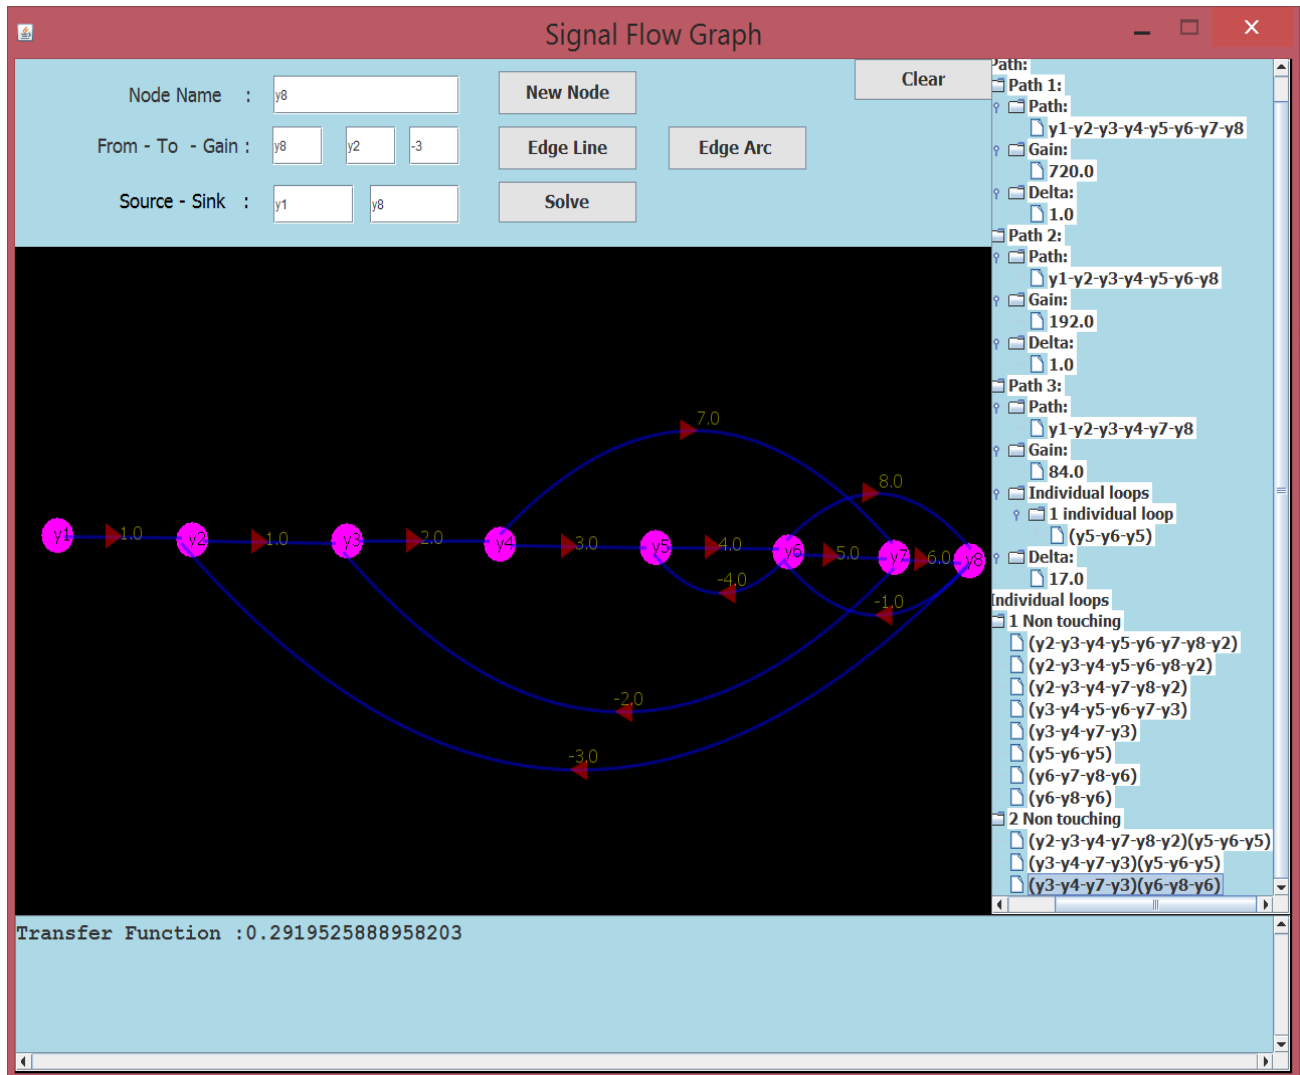 Signal Flow Graph
Node Name : y8 New Node Clear
From - To - Gain : y8 y2 -3 Edge Line Edge Arc
Source - Sink : y1 y8 Solve
Path:
Path 1:
Path:
y1-y2-y3-y4-y5-y6-y7-y8
Gain:
720.0
Delta:
1.0
Path 2:
Path:
y1-y2-y3-y4-y5-y6-y8
Gain:
192.0
Delta:
1.0
Path 3:
Path:
y1-y2-y3-y4-y7-y8
Gain:
84.0
Individual loops
1 individual loop
(y5-y6-y5)
Delta:
17.0
Individual loops
1 Non touching
(y2-y3-y4-y5-y6-y7-y8-y2)
(y2-y3-y4-y5-y6-y8-y2)
(y2-y3-y4-y7-y8-y2)
(y3-y4-y5-y6-y7-y3)
(y3-y4-y7-y3)
(y5-y6-y5)
(y6-y7-y8-y6)
(y6-y8-y6)
2 Non touching
(y2-y3-y4-y7-y8-y2)(y5-y6-y5)
(y3-y4-y7-y3)(y5-y6-y5)
(y3-y4-y7-y3)(y6-y8-y6)
7.0
8.0
y1 1.0 y2 1.0 y3 2.0 y4 3.0 y5 4.0 y6 5.0 y7 6.0 y8
-4.0
-1.0
-2.0
-3.0
Transfer Function :0.2919525888958203